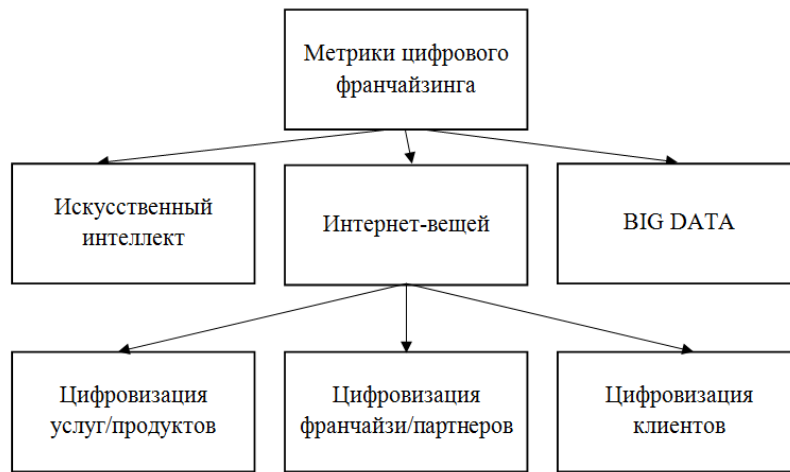 Метрики цифрового
франчайзинга
Искусственный
интеллект
Интернет-вещей
BIG DATA
Цифровизация
услуг/продуктов
Цифровизация
франчайзи/партнеров
Цифровизация
клиентов